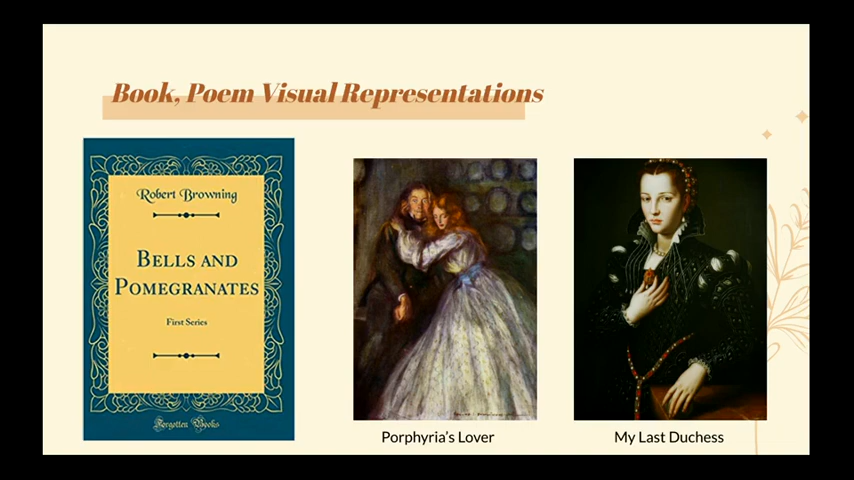 Book, Poem Visual Representations
Robert Browning
BELLS AND
POMEGRANATES
First Series
Forgotten Books
Porphyria's Lover
My Last Duchess